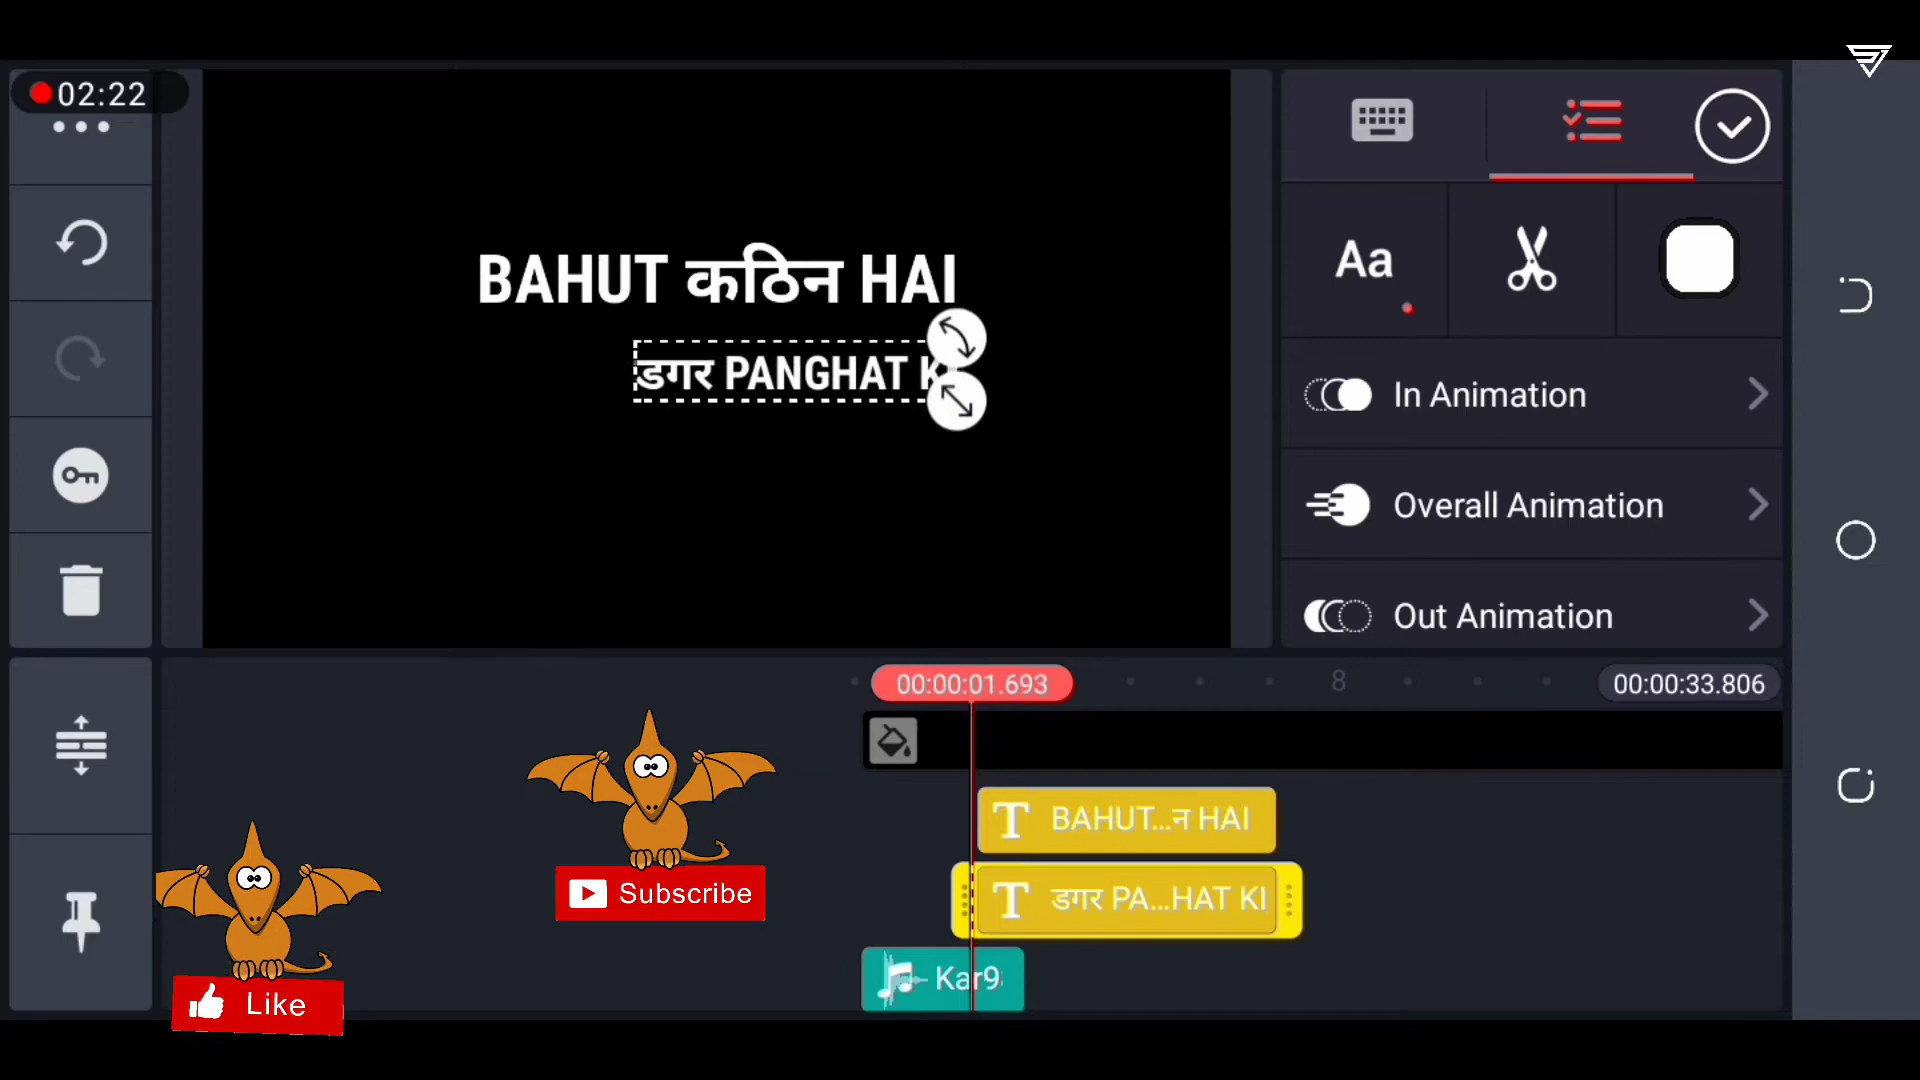 02:22
BAHUT कठिन HAI
डगर PANGHAT
Aa
In Animation
Overall Animation
Out Animation
00:00:01.693
8
00:00:33.806
T BAHUT...न HAI
T डगर PA...HAT KI
Kar9
Subscribe
Like